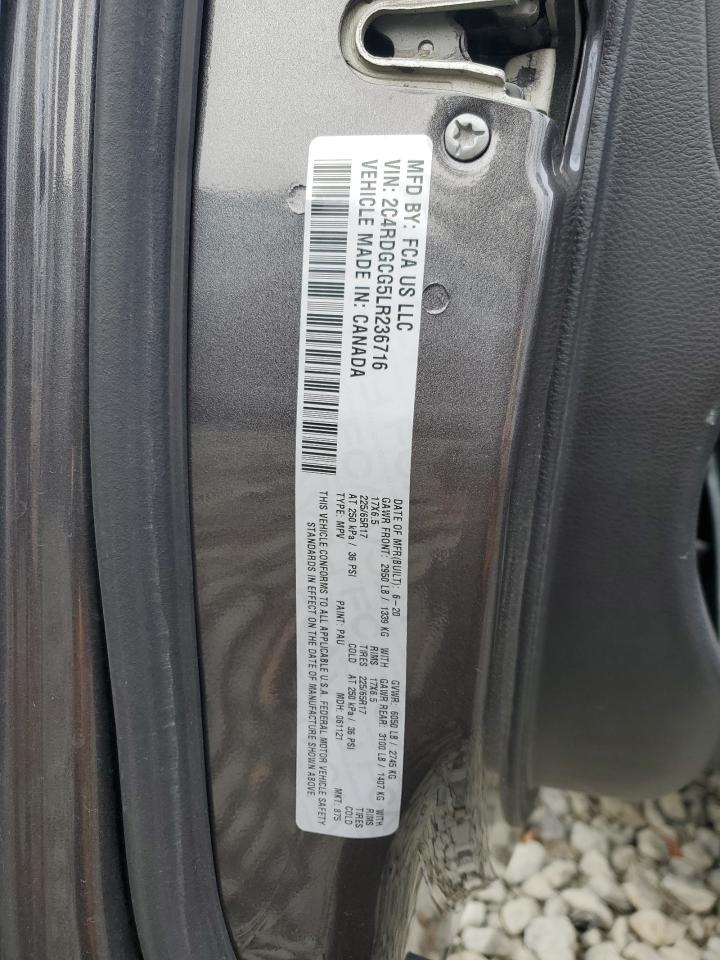 MFD BY: FCA US LLC
VIN: 2C4RDGCG5LR236716
VEHICLE MADE IN: CANADA
DATE OF MFR(BUILT): 6-20 GVWR: 6050 LB / 2745 KG
GAWR FRONT: 2950 LB / 1339 KG WITH GAWR REAR: 3100 LB / 1407 KG WITH
17X6.5 RIMS 17X6.5 RIMS
225/65R17 TIRES 225/65R17 TIRES
AT 250 kPa / 36 PSI COLD AT 250 kPa / 36 PSI COLD
TYPE: MPV PAINT: PAU MDH: 061121 MKT: 875
THIS VEHICLE CONFORMS TO ALL APPLICABLE U.S.A. FEDERAL MOTOR VEHICLE SAFETY
STANDARDS IN EFFECT ON THE DATE OF MANUFACTURE SHOWN ABOVE